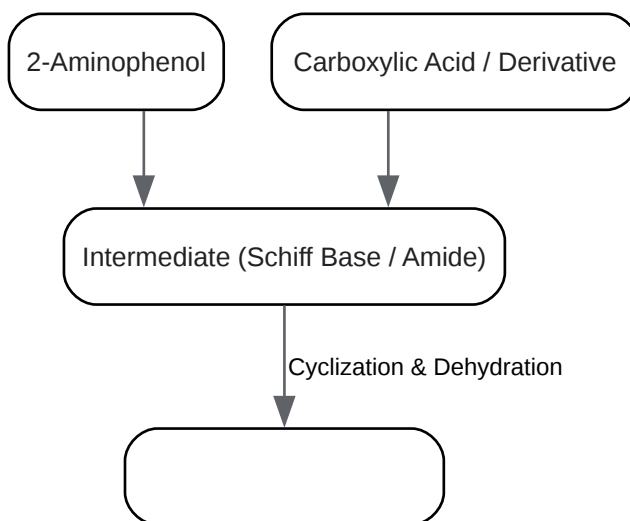 2-Aminophenol
Carboxylic Acid / Derivative
Intermediate (Schiff Base / Amide)
Cyclization & Dehydration